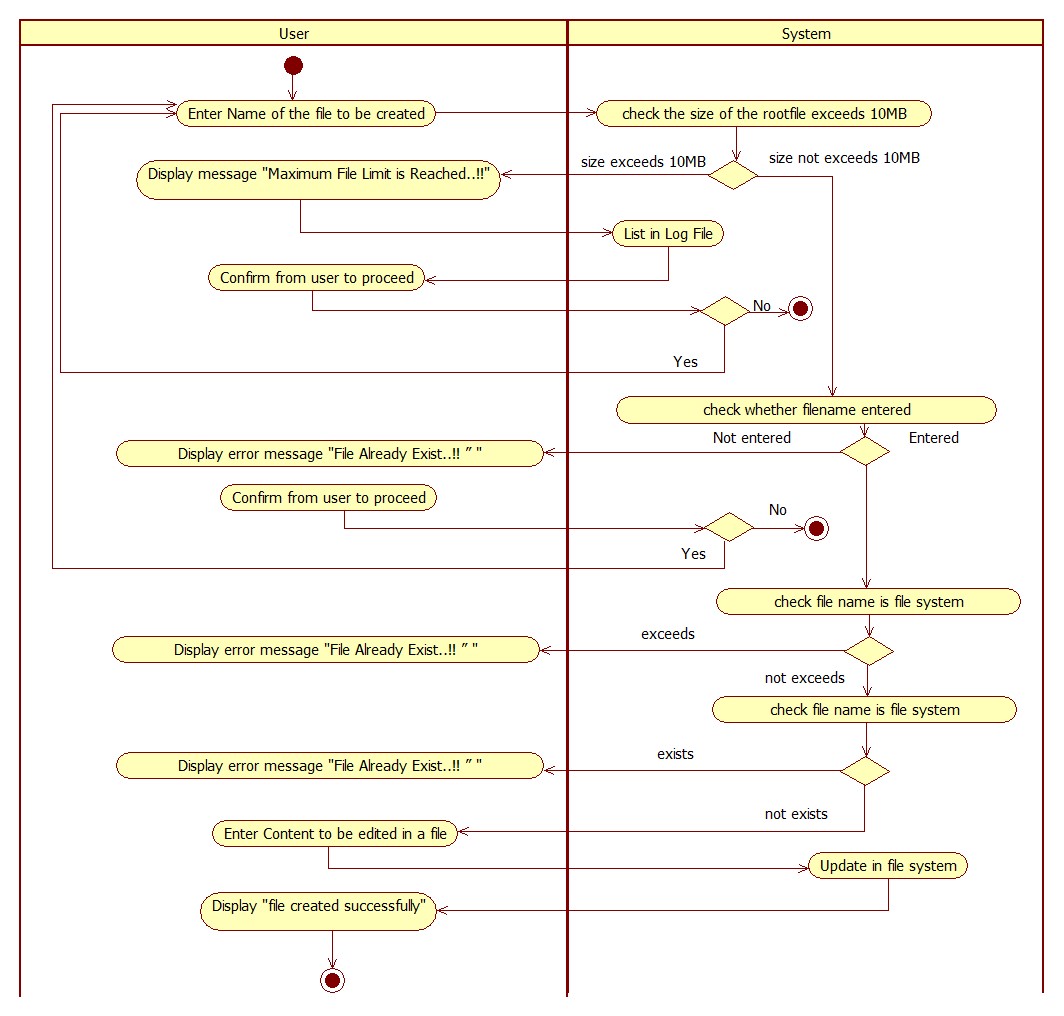 User
System
Enter Name of the file to be created
check the size of the rootfile exceeds 10MB
size exceeds 10MB
size not exceeds 10MB
Display message "Maximum File Limit is Reached..!!"
List in Log File
Confirm from user to proceed
No
Yes
check whether filename entered
Not entered
Entered
Display error message "File Already Exist..!! ” "
Confirm from user to proceed
No
Yes
check file name is file system
exceeds
Display error message "File Already Exist..!! ” "
not exceeds
check file name is file system
exists
Display error message "File Already Exist..!! ” "
not exists
Enter Content to be edited in a file
Update in file system
Display "file created successfully"